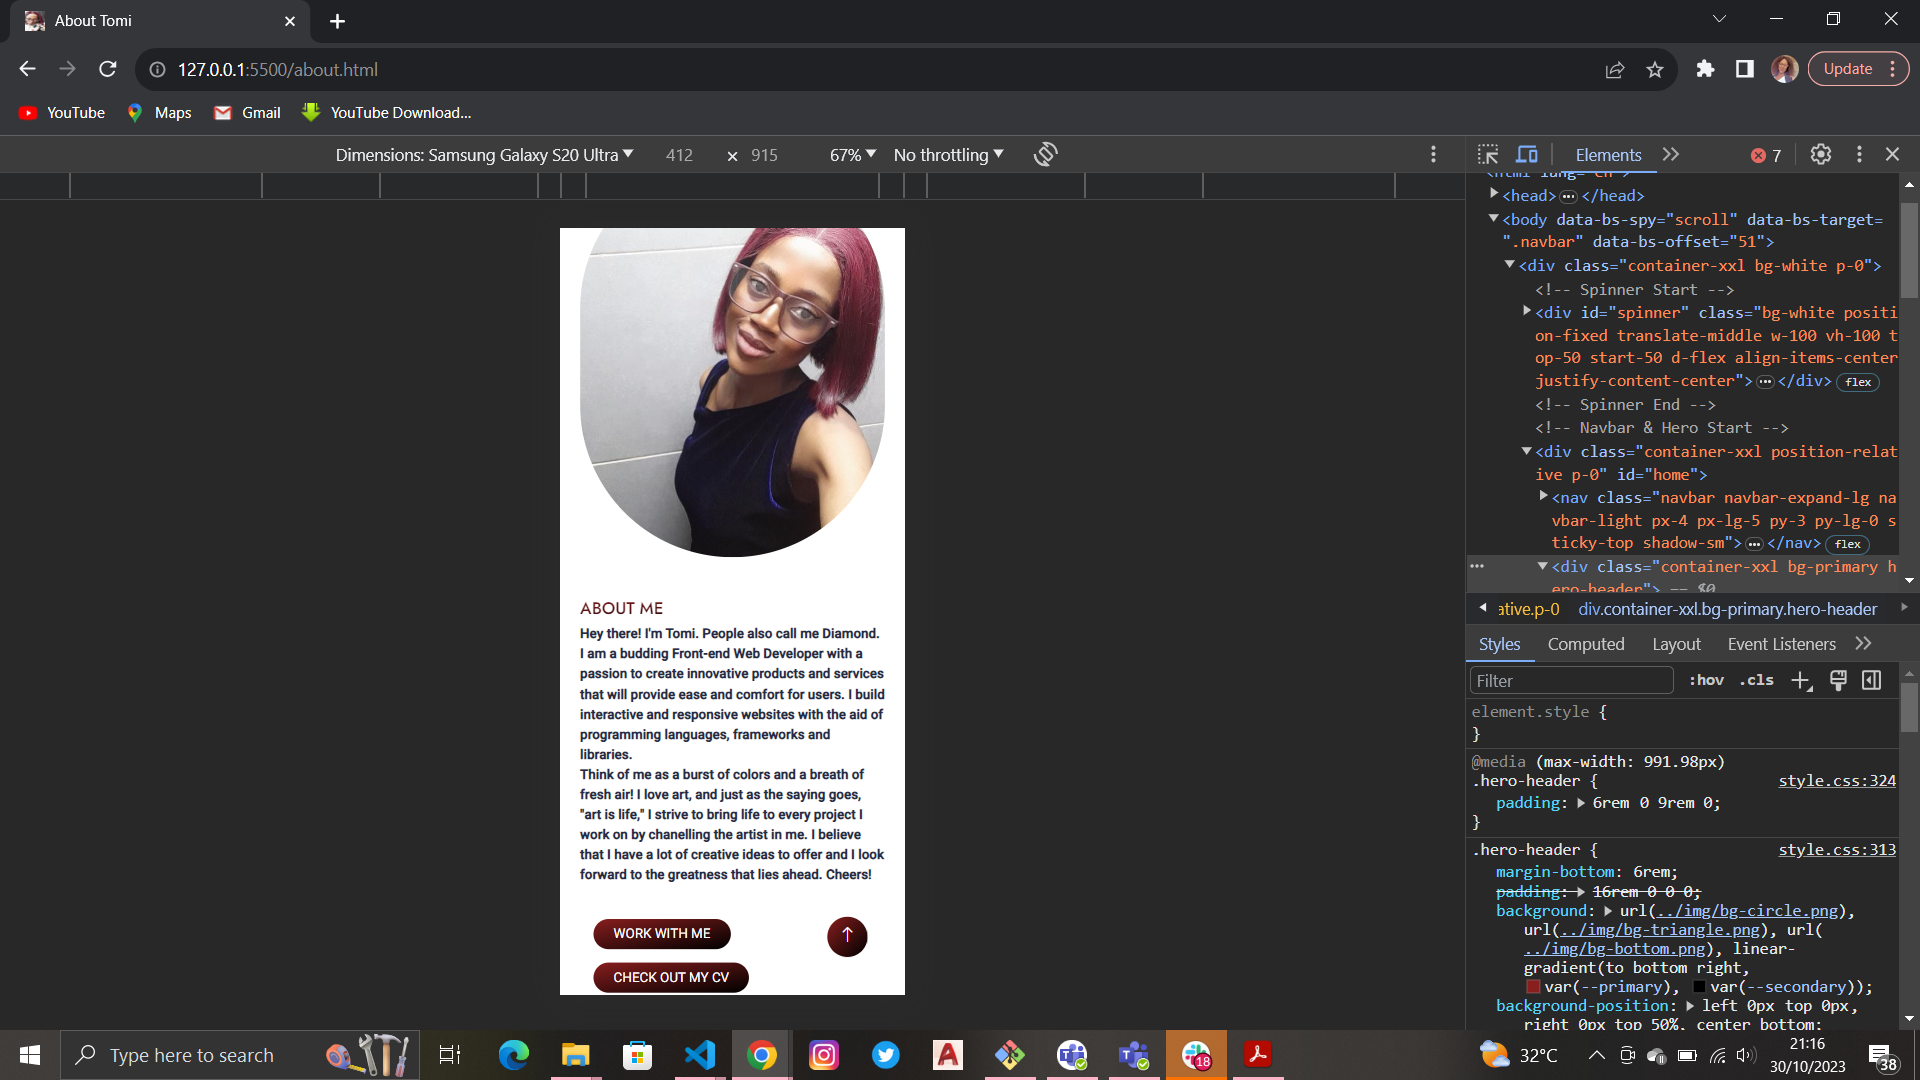 About Tomi
127.0.0.1:5500/about.html
Update
YouTube
Maps
Gmail
YouTube Download...
Dimensions: Samsung Galaxy S20 Ultra
412
×
915
67%
No throttling
Elements
7
<head>
</head>
<body data-bs-spy="scroll" data-bs-target=
".navbar" data-bs-offset="51">
<div class="container-xxl bg-white p-0">
<!-- Spinner Start -->
<div id="spinner" class="bg-white positi
on-fixed translate-middle w-100 vh-100 t
op-50 start-50 d-flex align-items-center
justify-content-center">
</div>
flex
<!-- Spinner End -->
<!-- Navbar & Hero Start -->
<div class="container-xxl position-relat
ive p-0" id="home">
<nav class="navbar navbar-expand-lg na
vbar-light px-4 px-lg-5 py-3 py-lg-0 s
ticky-top shadow-sm">
</nav>
flex
<div class="container-xxl bg-primary h
ero-header"> == $0
ative.p-0
div.container-xxl.bg-primary.hero-header
Styles
Computed
Layout
Event Listeners
Filter
:hov
.cls
element.style {
}
@media (max-width: 991.98px)
.hero-header {
style.css:324
padding: 6rem 0 9rem 0;
}
.hero-header {
style.css:313
margin-bottom: 6rem;
padding: 16rem 0 0 0;
background: url(../img/bg-circle.png),
url(../img/bg-triangle.png), url(
../img/bg-bottom.png), linear-
gradient(to bottom right,
var(--primary), var(--secondary));
background-position: left 0px top 0px,
right 0px top 50%, center bottom;
ABOUT ME
Hey there! I'm Tomi. People also call me Diamond.
I am a budding Front-end Web Developer with a
passion to create innovative products and services
that will provide ease and comfort for users. I build
interactive and responsive websites with the aid of
programming languages, frameworks and
libraries.
Think of me as a burst of colors and a breath of
fresh air! I love art, and just as the saying goes,
"art is life," I strive to bring life to every project I
work on by chanelling the artist in me. I believe
that I have a lot of creative ideas to offer and I look
forward to the greatness that lies ahead. Cheers!
WORK WITH ME
CHECK OUT MY CV
Type here to search
18
32°C
21:16
30/10/2023
38